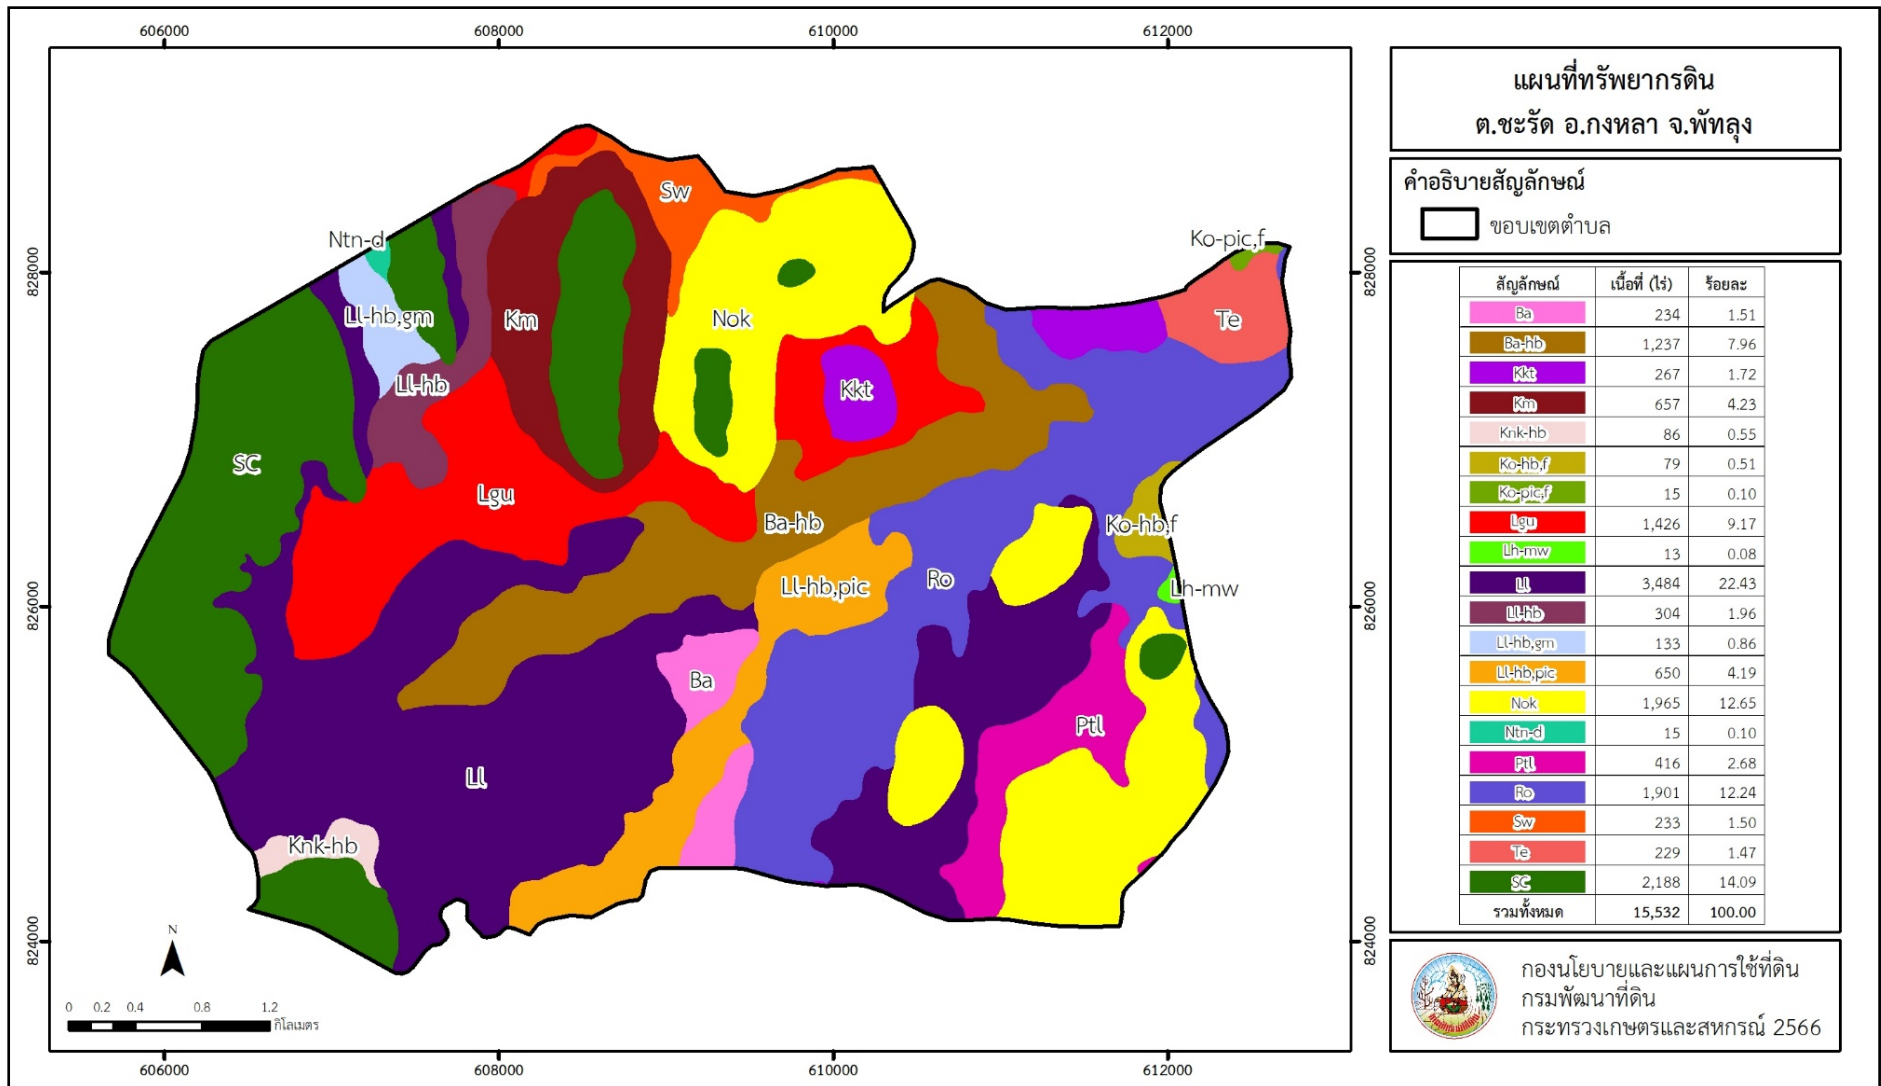 606000
608000
610000
612000
828000
826000
824000
828000
826000
824000
606000
608000
610000
612000
Sw
Ntn-d
Ko-pic,f
Ll-hb,gm
Km
Nok
Te
Ll-hb
Kkt
SC
Lgu
Ba-hb
Ko-hb,f
Ll-hb,pic
Ro
Lh-mw
Ba
Ptl
Ll
Knk-hb
N
0 0.2 0.4 0.8 1.2
กิโลเมตร
แผนที่ทรัพยากรดิน
ต.ชะรัด อ.กงหลา จ.พัทลุง
คำอธิบายสัญลักษณ์
ขอบเขตตำบล
สัญลักษณ์ เนื้อที่ (ไร่) ร้อยละ
Ba 234 1.51
Ba-hb 1,237 7.96
Kkt 267 1.72
Km 657 4.23
Knk-hb 86 0.55
Ko-hb,f 79 0.51
Ko-pic,f 15 0.10
Lgu 1,426 9.17
Lh-mw 13 0.08
Ll 3,484 22.43
Ll-hb 304 1.96
Ll-hb,gm 133 0.86
Ll-hb,pic 650 4.19
Nok 1,965 12.65
Ntn-d 15 0.10
Ptl 416 2.68
Ro 1,901 12.24
Sw 233 1.50
Te 229 1.47
SC 2,188 14.09
รวมทั้งหมด 15,532 100.00
กองนโยบายและแผนการใช้ที่ดิน
กรมพัฒนาที่ดิน
กระทรวงเกษตรและสหกรณ์ 2566